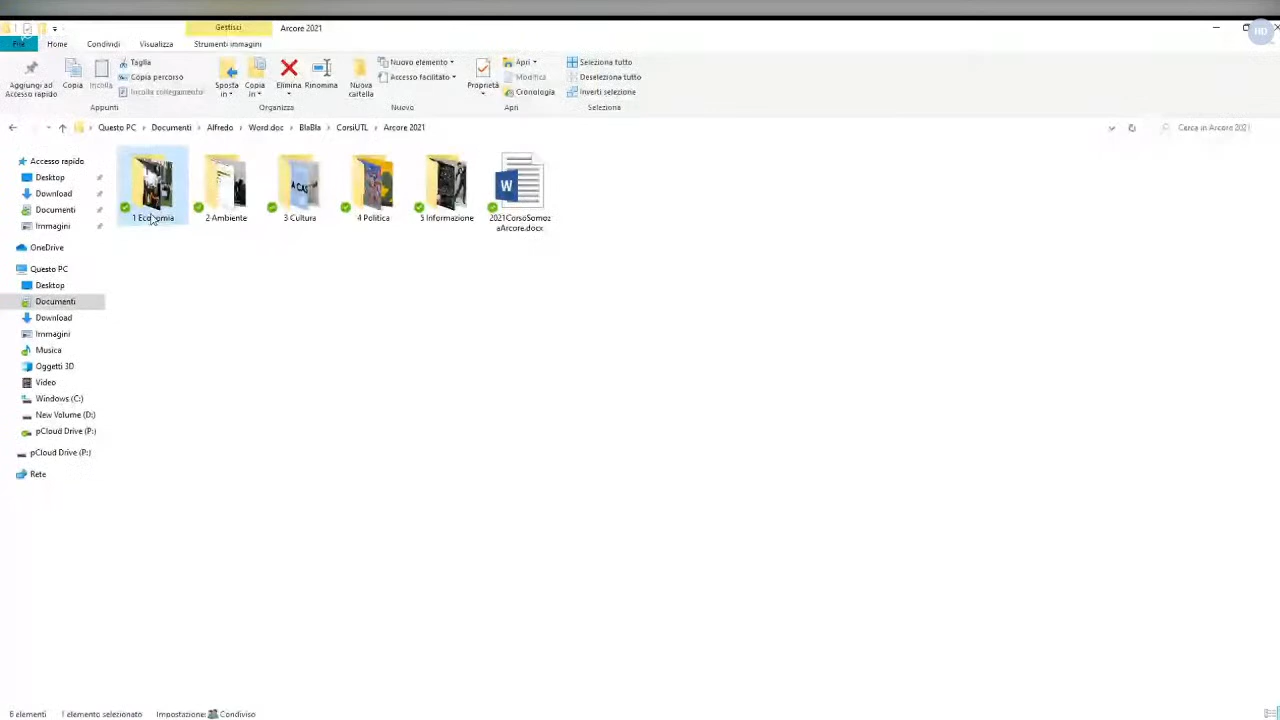 Gestisci
Arcore 2021
HD
File Home Condividi Visualizza Strumenti immagini
Aggiungi ad
Accesso rapido
Copia
Incolla
Taglia
Copia percorso
Incolla collegamento
Appunti
Sposta
in
Copia
in
Elimina
Rinomina
Organizza
Nuova
cartella
Nuovo elemento
Accesso facilitato
Nuovo
Proprietà
Apri
Modifica
Cronologia
Apri
Seleziona tutto
Deseleziona tutto
Inverti selezione
Seleziona
Questo PC Documenti Alfredo Word.doc BlaBla CorsiUTL Arcore 2021
Cerca in Arcore 2021
Accesso rapido
Desktop
Download
Documenti
Immagini
OneDrive
Questo PC
Desktop
Documenti
Download
Immagini
Musica
Oggetti 3D
Video
Windows (C:)
New Volume (D:)
pCloud Drive (P:)
pCloud Drive (P:)
Rete
1 Economia
2 Ambiente
A CAS
3 Cultura
4 Politica
5 Informazione
W
2021CorsoSomoz
aArcore.docx
6 elementi 1 elemento selezionato Impostazione: Condiviso